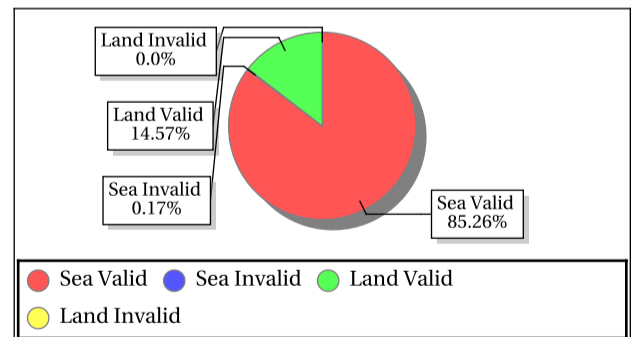 Land Invalid
0.0%
Land Valid
14.57%
Sea Invalid
0.17%
Sea Valid
85.26%
Sea Valid Sea Invalid Land Valid
Land Invalid